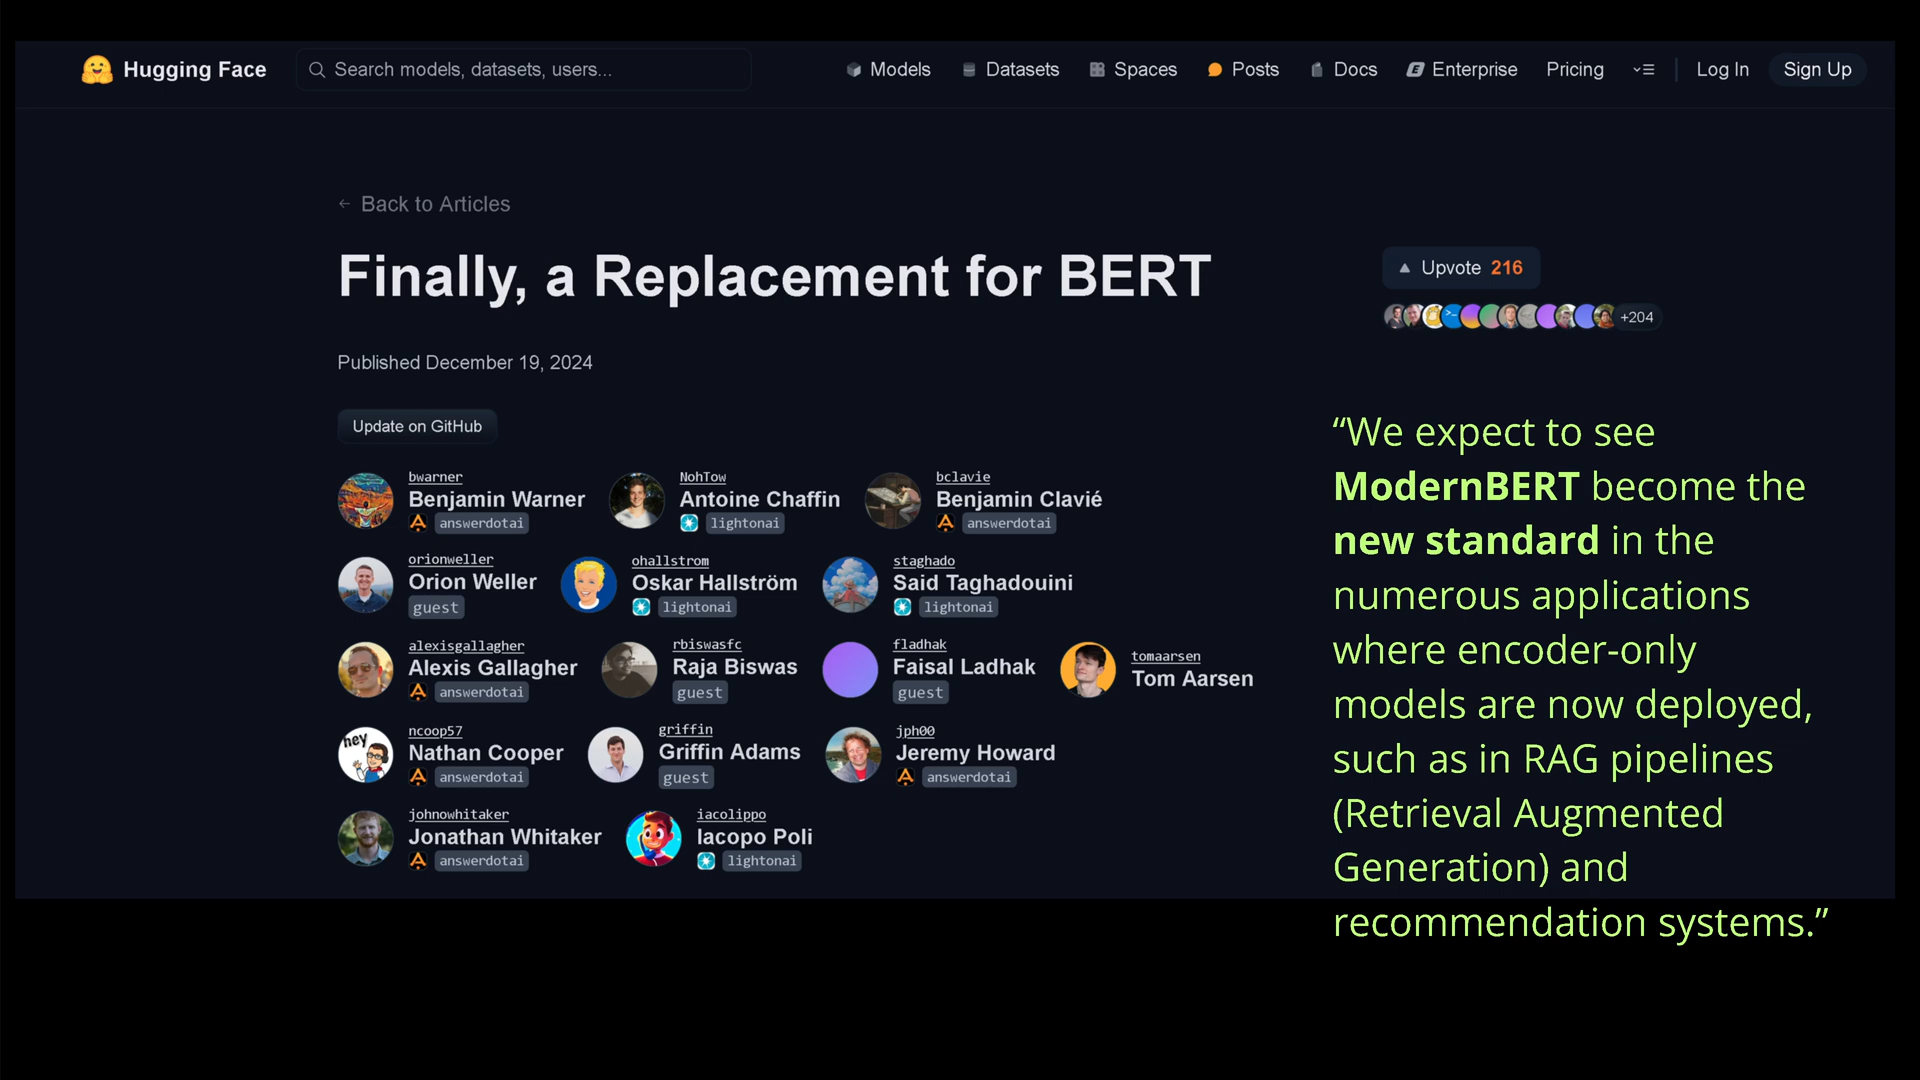 Hugging Face
Search models, datasets, users...
Models
Datasets
Spaces
Posts
Docs
Enterprise
Pricing
Log In
Sign Up
← Back to Articles
Finally, a Replacement for BERT
Upvote 216
+204
Published December 19, 2024
Update on GitHub
bwarner
Benjamin Warner
answerdotai
NohTow
Antoine Chaffin
lightonai
bclavie
Benjamin Clavié
answerdotai
orionweller
Orion Weller
guest
ohallstrom
Oskar Hallström
lightonai
staghado
Said Taghadouini
lightonai
alexisgallagher
Alexis Gallagher
answerdotai
rbiswasfc
Raja Biswas
guest
fladhak
Faisal Ladhak
guest
tomaarsen
Tom Aarsen
hey
ncoop57
Nathan Cooper
answerdotai
griffin
Griffin Adams
guest
jph00
Jeremy Howard
answerdotai
johnowhitaker
Jonathan Whitaker
answerdotai
iacolippo
Iacopo Poli
lightonai
“We expect to see
ModernBERT become the
new standard in the
numerous applications
where encoder-only
models are now deployed,
such as in RAG pipelines
(Retrieval Augmented
Generation) and
recommendation systems.”